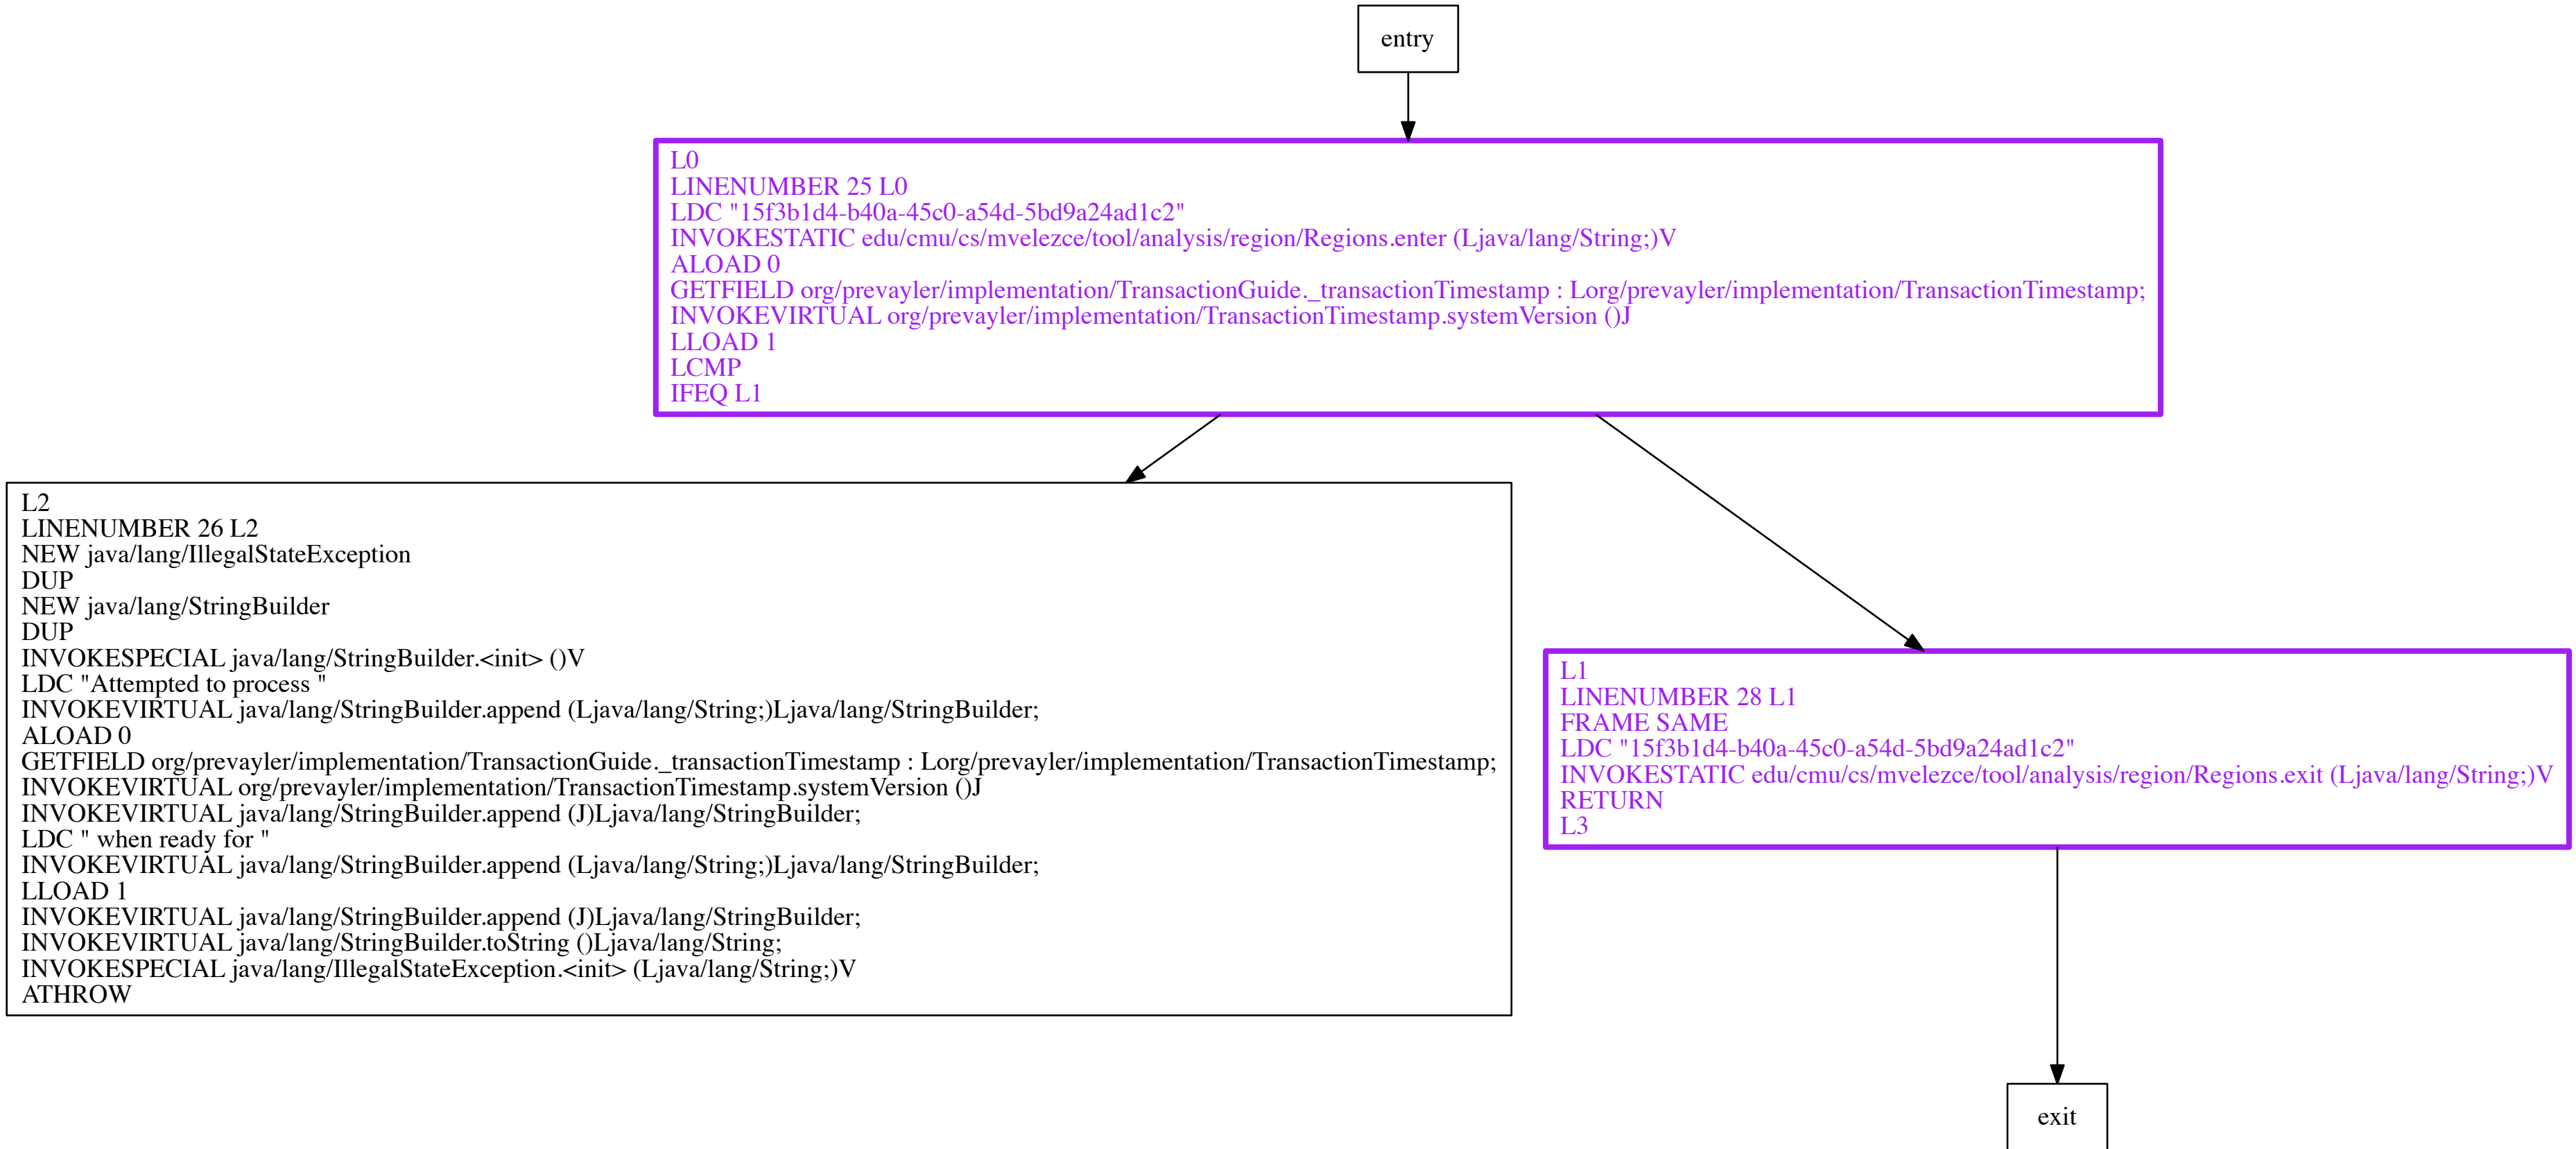 entry
L0
LINENUMBER 25 L0
LDC "15f3b1d4-b40a-45c0-a54d-5bd9a24ad1c2"
INVOKESTATIC edu/cmu/cs/mvelezce/tool/analysis/region/Regions.enter (Ljava/lang/String;)V
ALOAD 0
GETFIELD org/prevayler/implementation/TransactionGuide._transactionTimestamp : Lorg/prevayler/implementation/TransactionTimestamp;
INVOKEVIRTUAL org/prevayler/implementation/TransactionTimestamp.systemVersion ()J
LLOAD 1
LCMP
IFEQ L1
L2
LINENUMBER 26 L2
NEW java/lang/IllegalStateException
DUP
NEW java/lang/StringBuilder
DUP
INVOKESPECIAL java/lang/StringBuilder.<init> ()V
LDC "Attempted to process "
INVOKEVIRTUAL java/lang/StringBuilder.append (Ljava/lang/String;)Ljava/lang/StringBuilder;
ALOAD 0
GETFIELD org/prevayler/implementation/TransactionGuide._transactionTimestamp : Lorg/prevayler/implementation/TransactionTimestamp;
INVOKEVIRTUAL org/prevayler/implementation/TransactionTimestamp.systemVersion ()J
INVOKEVIRTUAL java/lang/StringBuilder.append (J)Ljava/lang/StringBuilder;
LDC " when ready for "
INVOKEVIRTUAL java/lang/StringBuilder.append (Ljava/lang/String;)Ljava/lang/StringBuilder;
LLOAD 1
INVOKEVIRTUAL java/lang/StringBuilder.append (J)Ljava/lang/StringBuilder;
INVOKEVIRTUAL java/lang/StringBuilder.toString ()Ljava/lang/String;
INVOKESPECIAL java/lang/IllegalStateException.<init> (Ljava/lang/String;)V
ATHROW
L1
LINENUMBER 28 L1
FRAME SAME
LDC "15f3b1d4-b40a-45c0-a54d-5bd9a24ad1c2"
INVOKESTATIC edu/cmu/cs/mvelezce/tool/analysis/region/Regions.exit (Ljava/lang/String;)V
RETURN
L3
exit